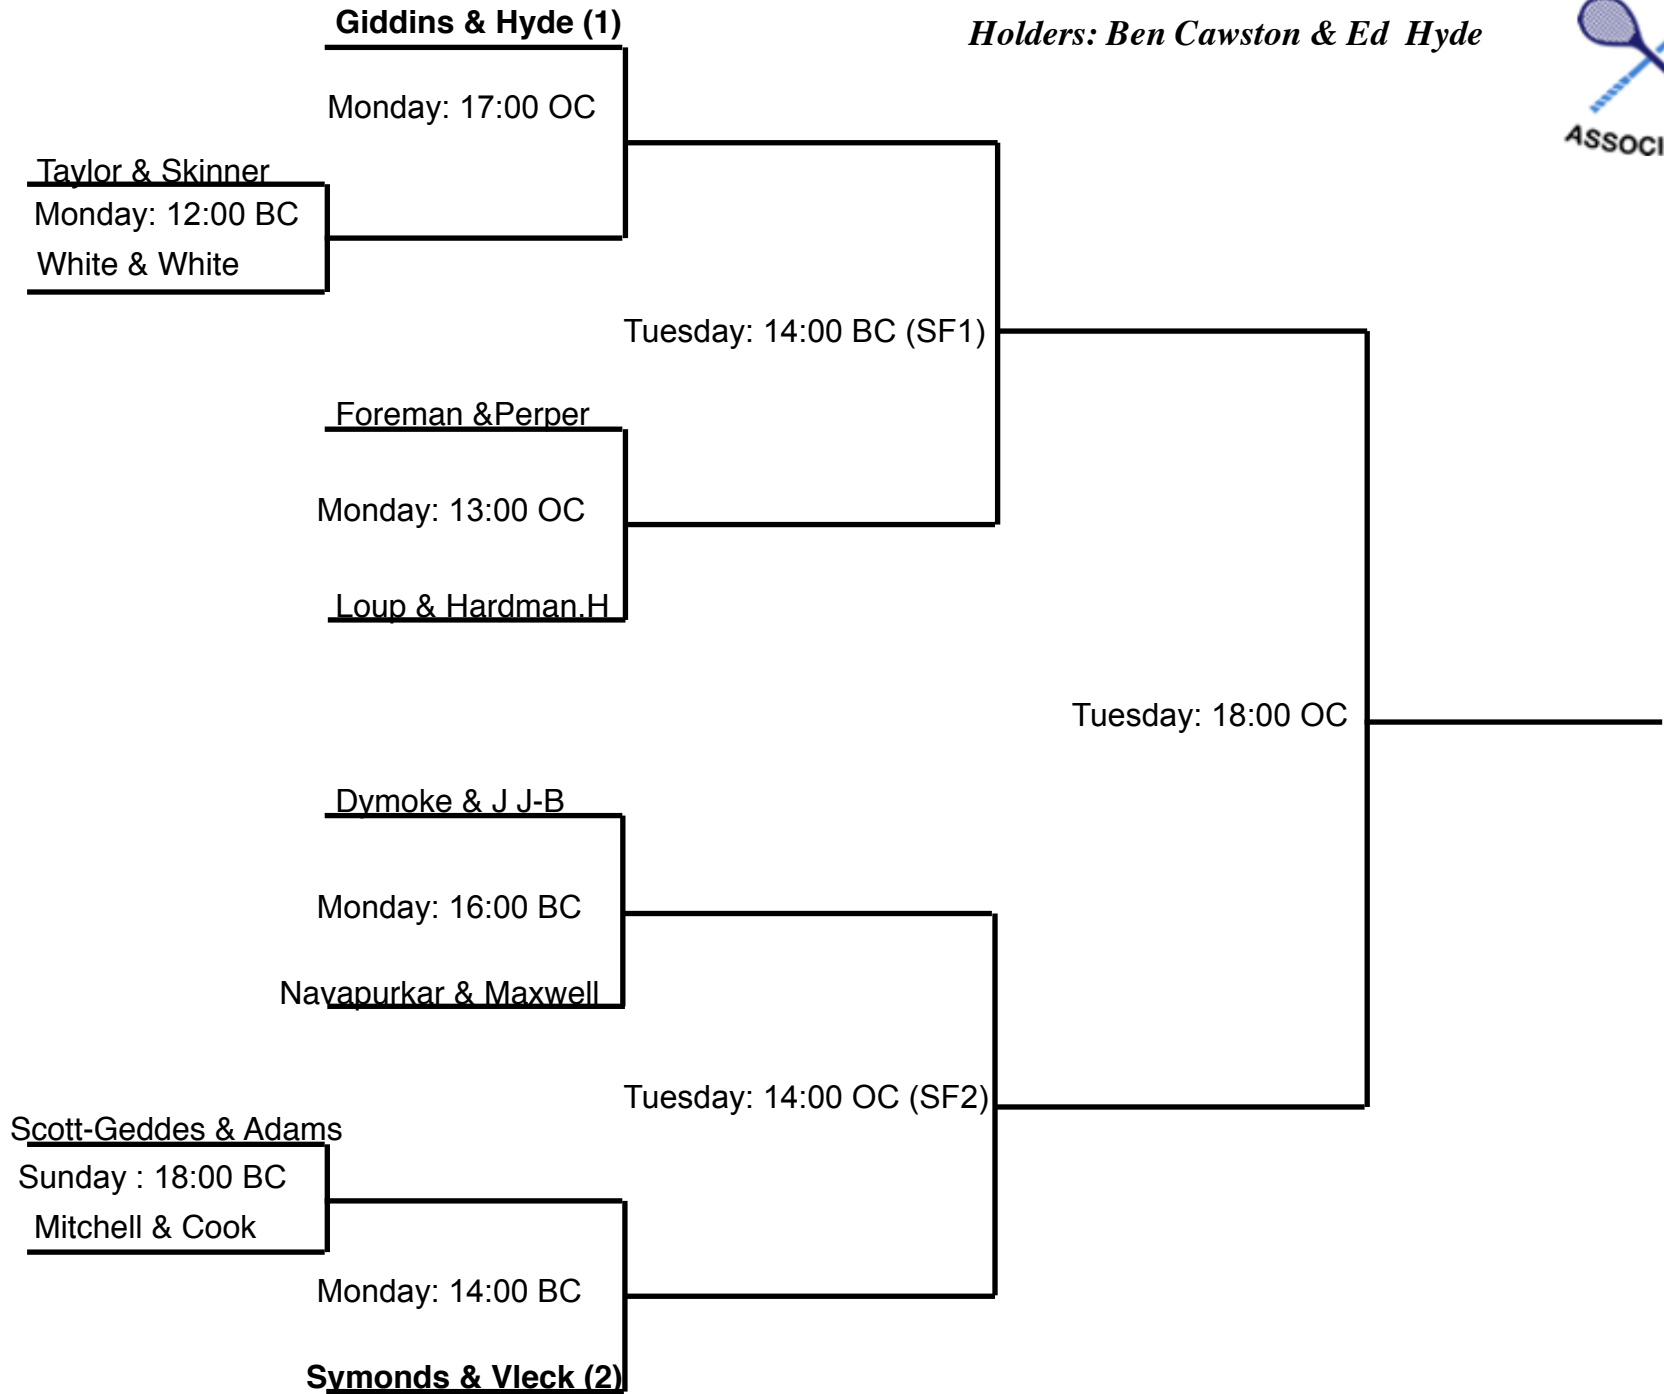 Giddins & Hyde (1)
Holders: Ben Cawston & Ed Hyde
ASSOCI
Monday: 17:00 OC
Taylor & Skinner
Monday: 12:00 BC
White & White
Tuesday: 14:00 BC (SF1)
Foreman &Perper
Monday: 13:00 OC
Loup & Hardman.H
Tuesday: 18:00 OC
Dymoke & J J-B
Monday: 16:00 BC
Navapurkar & Maxwell
Tuesday: 14:00 OC (SF2)
Scott-Geddes & Adams
Sunday : 18:00 BC
Mitchell & Cook
Monday: 14:00 BC
Symonds & Vleck (2)